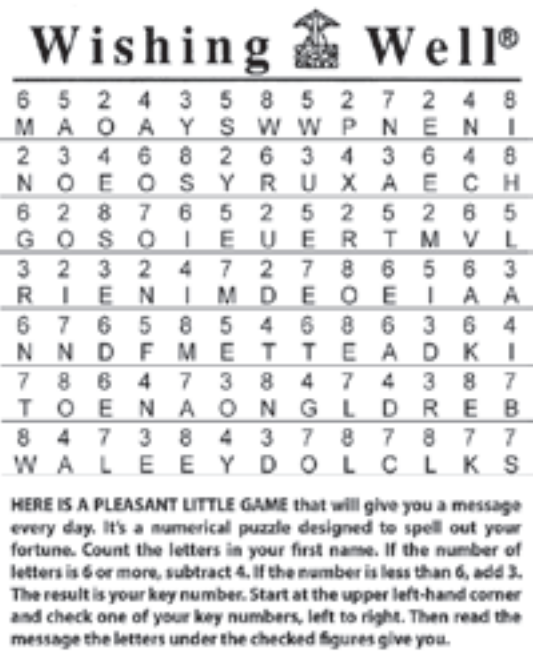 Wishing Well®
6 5 2 4 3 5 8 5 2 7 2 4 8
M A O A Y S W W P N E N I
2 3 4 6 8 2 6 3 4 3 6 4 8
N O E O S Y R U X A E C H
6 2 8 7 6 5 2 5 2 5 2 6 5
G O S O I E U E R T M V L
3 2 3 2 4 7 2 7 8 6 5 6 3
R I E N I M D E O E I A A
6 7 6 5 8 5 4 6 8 6 3 6 4
N N D F M E T T E A D K I
7 8 6 4 7 3 8 4 7 4 3 8 7
T O E N A O N G L D R E B
8 4 7 3 8 4 3 7 8 7 8 7 7
W A L E E Y D O L C L K S
HERE IS A PLEASANT LITTLE GAME that will give you a message
every day. It's a numerical puzzle designed to spell out your
fortune. Count the letters in your first name. If the number of
letters is 6 or more, subtract 4. If the number is less than 6, add 3.
The result is your key number. Start at the upper left-hand corner
and check one of your key numbers, left to right. Then read the
message the letters under the checked figures give you.